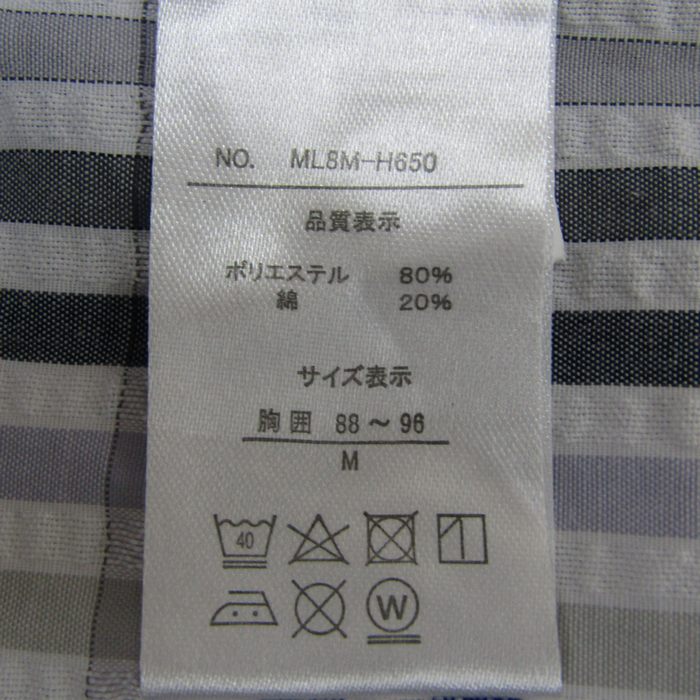 NO. ML8M-H650
品質表示
ポリエステル 80%
綿 20%
サイズ表示
胸囲 88～96
M
40
W